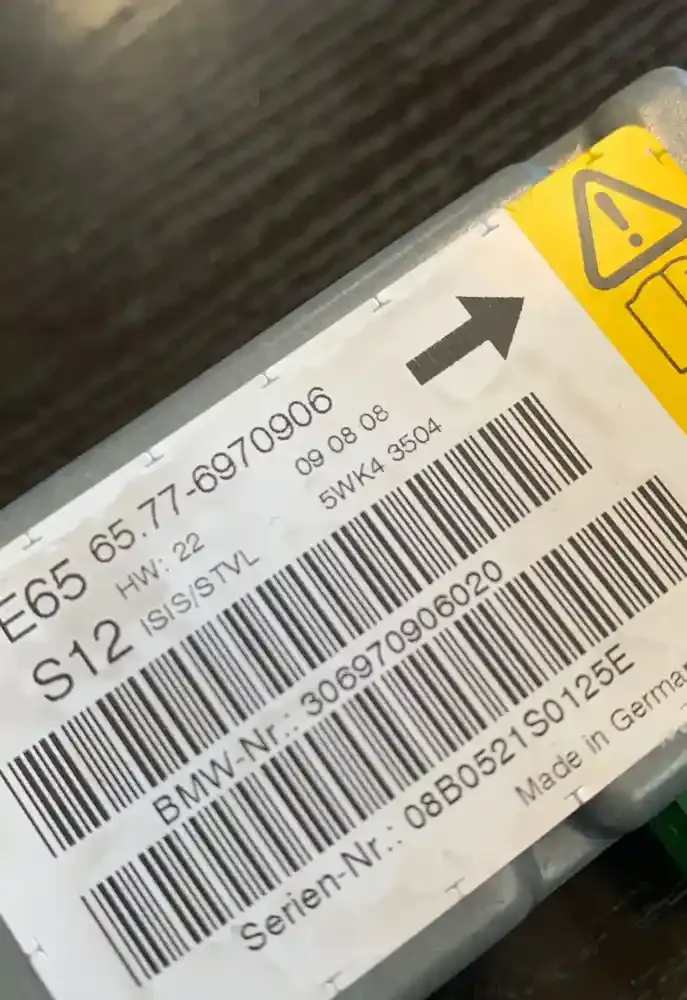 E65 65.77-6970906
HW: 22 09 08 08
S12 ISIS/STVL 5WK4 3504
BMW-Nr.: 306970906020
Serien-Nr.: 08B0521S0125E
Made in German